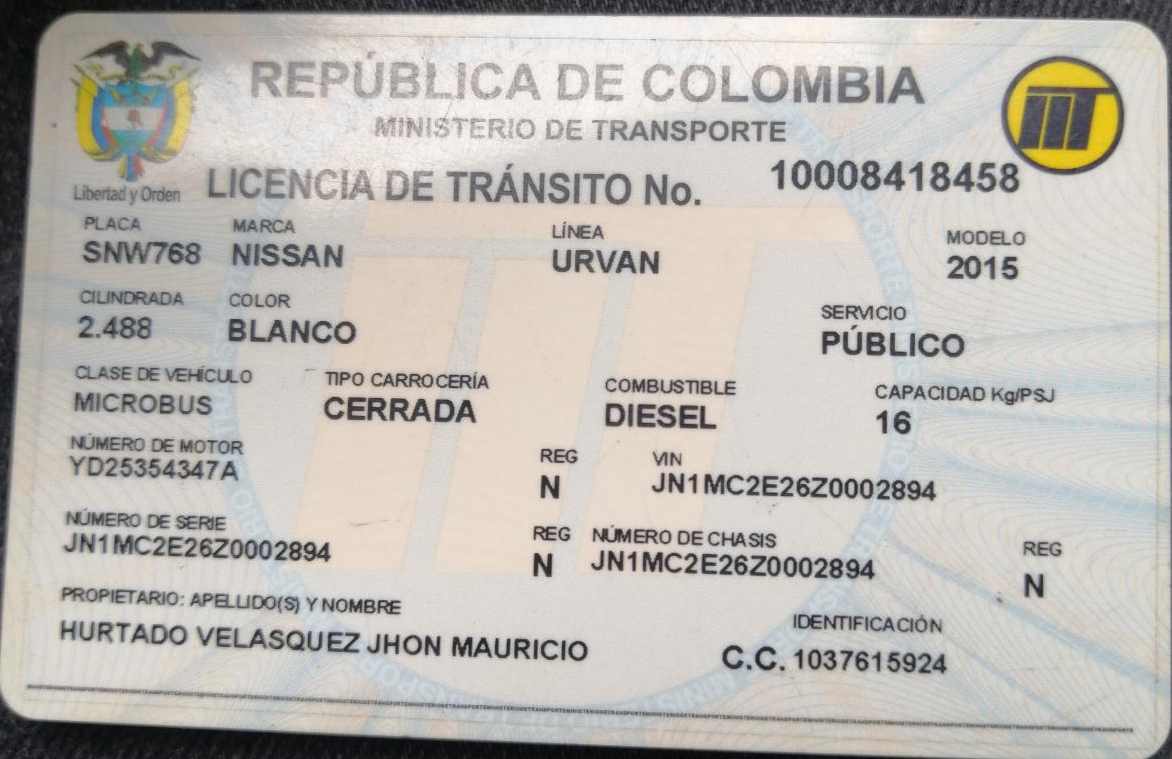 REPÚBLICA DE COLOMBIA
MINISTERIO DE TRANSPORTE
Libertad y Orden
LICENCIA DE TRÁNSITO No. 10008418458
PLACA MARCA LÍNEA MODELO
SNW768 NISSAN URVAN 2015
CILINDRADA COLOR SERVICIO
2.488 BLANCO PÚBLICO
CLASE DE VEHÍCULO TIPO CARROCERÍA COMBUSTIBLE CAPACIDAD Kg/PSJ
MICROBUS CERRADA DIESEL 16
NÚMERO DE MOTOR REG VIN
YD25354347A N JN1MC2E26Z0002894
NÚMERO DE SERIE REG NÚMERO DE CHASIS REG
JN1MC2E26Z0002894 N JN1MC2E26Z0002894 N
PROPIETARIO: APELLIDO(S) Y NOMBRE IDENTIFICACIÓN
HURTADO VELASQUEZ JHON MAURICIO C.C. 1037615924